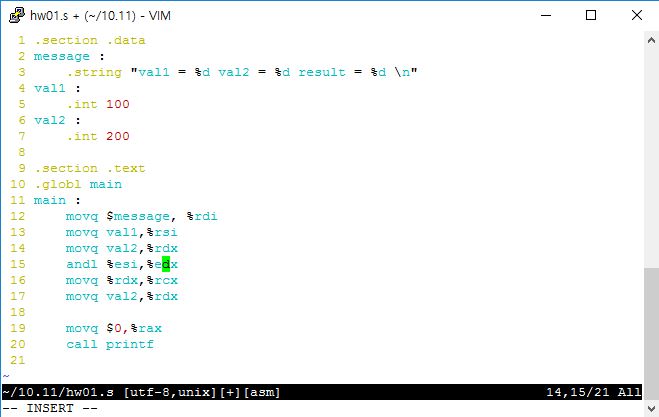 hw01.s + (~/10.11) - VIM
1 .section .data
2 message :
3     .string "val1 = %d val2 = %d result = %d \n"
4 val1 :
5     .int 100
6 val2 :
7     .int 200
8
9 .section .text
10 .globl main
11 main :
12     movq $message, %rdi
13     movq val1,%rsi
14     movq val2,%rdx
15     andl %esi,%edx
16     movq %rdx,%rcx
17     movq val2,%rdx
18
19     movq $0,%rax
20     call printf
21
~
~/10.11/hw01.s [utf-8,unix][+][asm] 14,15/21 All
-- INSERT --